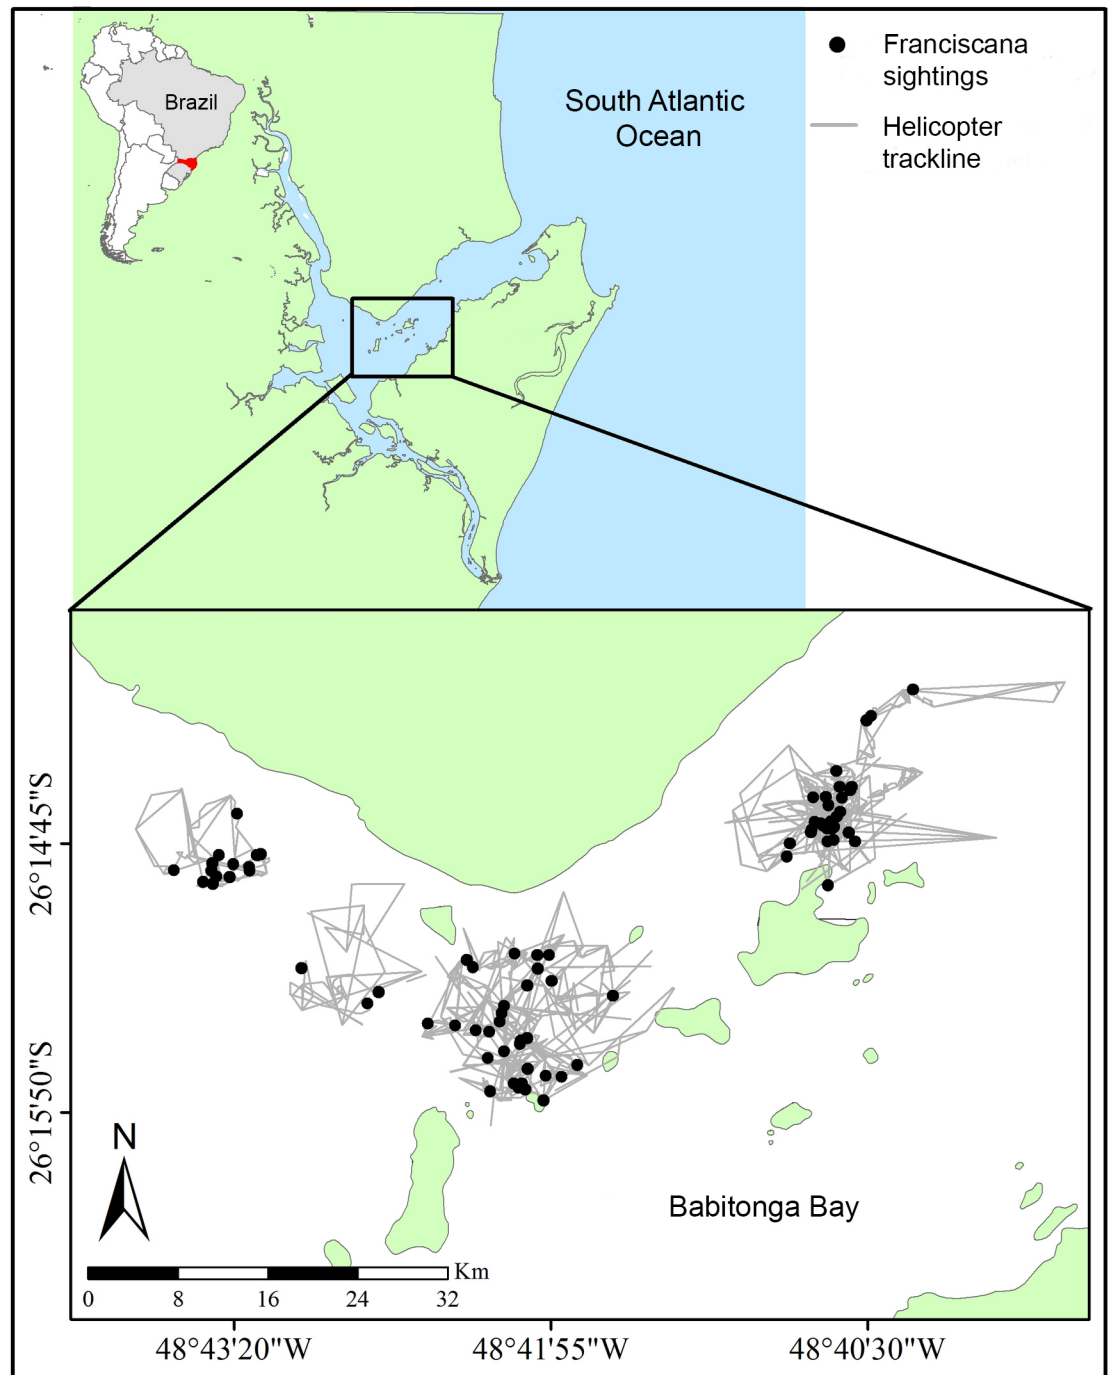 Brazil
South Atlantic
Ocean
Franciscana
sightings
Helicopter
trackline
26°14'45"S
26°15'50"S
N
Babitonga Bay
Km
0 8 16 24 32
48°43'20"W 48°41'55"W 48°40'30"W